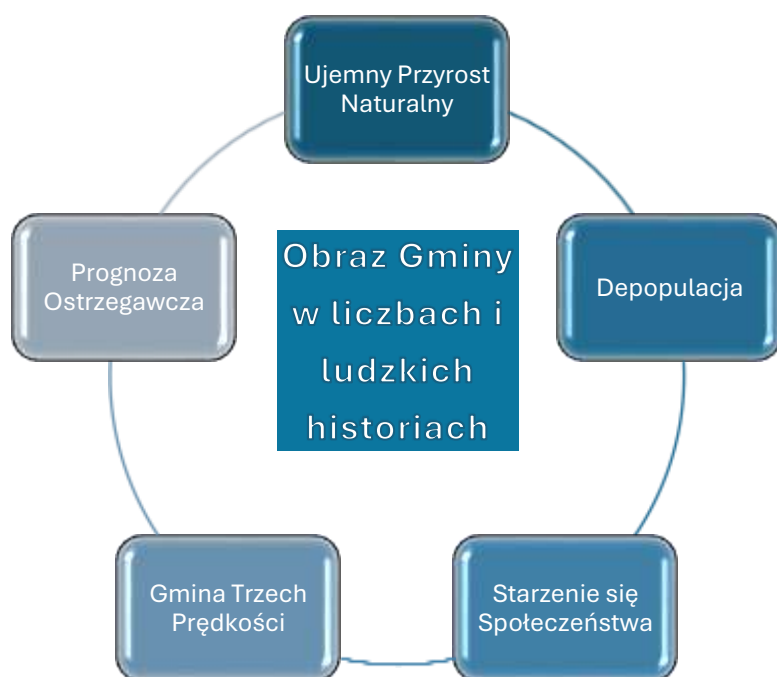 Ujemny Przyrost
Naturalny
Prognoza
Ostrzegawcza
Obraz Gminy
w liczbach i
ludzkich
historiach
Depopulacja
Gmina Trzech
Prędkości
Starzenie się
Społeczeństwa